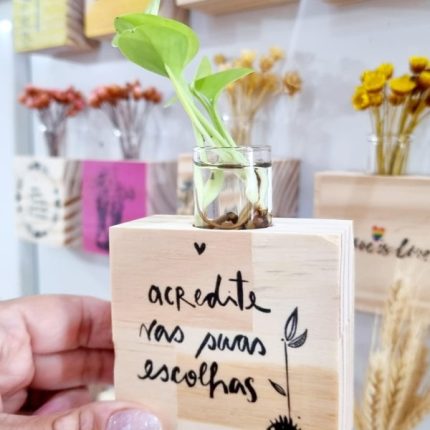 acredite
nas suas
escolhas